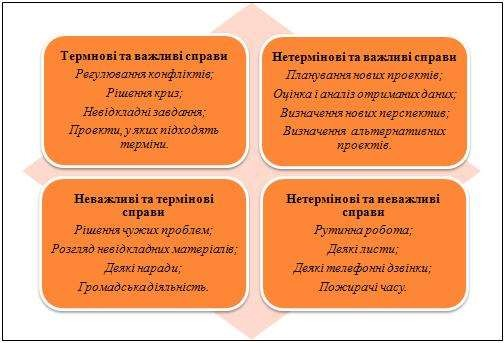 Термнові та важливі справи
Регулювання конфліктів;
Рішення криз;
Невідкладні завдання;
Проекти, у яких підходять
терміни.
Нетермінові та важливі справи
Планування нових проектів;
Оцінка і аналіз отриманих даних;
Визначення нових перспектив;
Визначення альтернативних
проектів.
Неважливі та термінові
справи
Рішення чужих проблем;
Розгляд невідкладних матеріалів;
Деякі наради;
Громадська діяльність.
Нетермінові та неважливі
справи
Рутинна робота;
Деякі листи;
Деякі телефонні дзвінки;
Пожирачі часу.